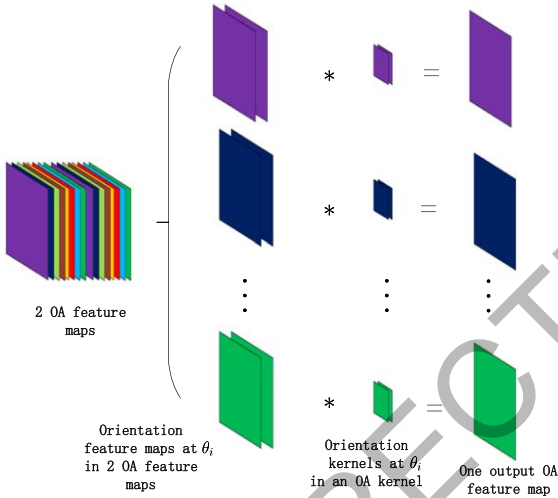 * =
* =
* =
2 OA feature
maps
Orientation
feature maps at θi
in 2 OA feature
maps
Orientation
kernels at θi
in an OA kernel
One output OA
feature map